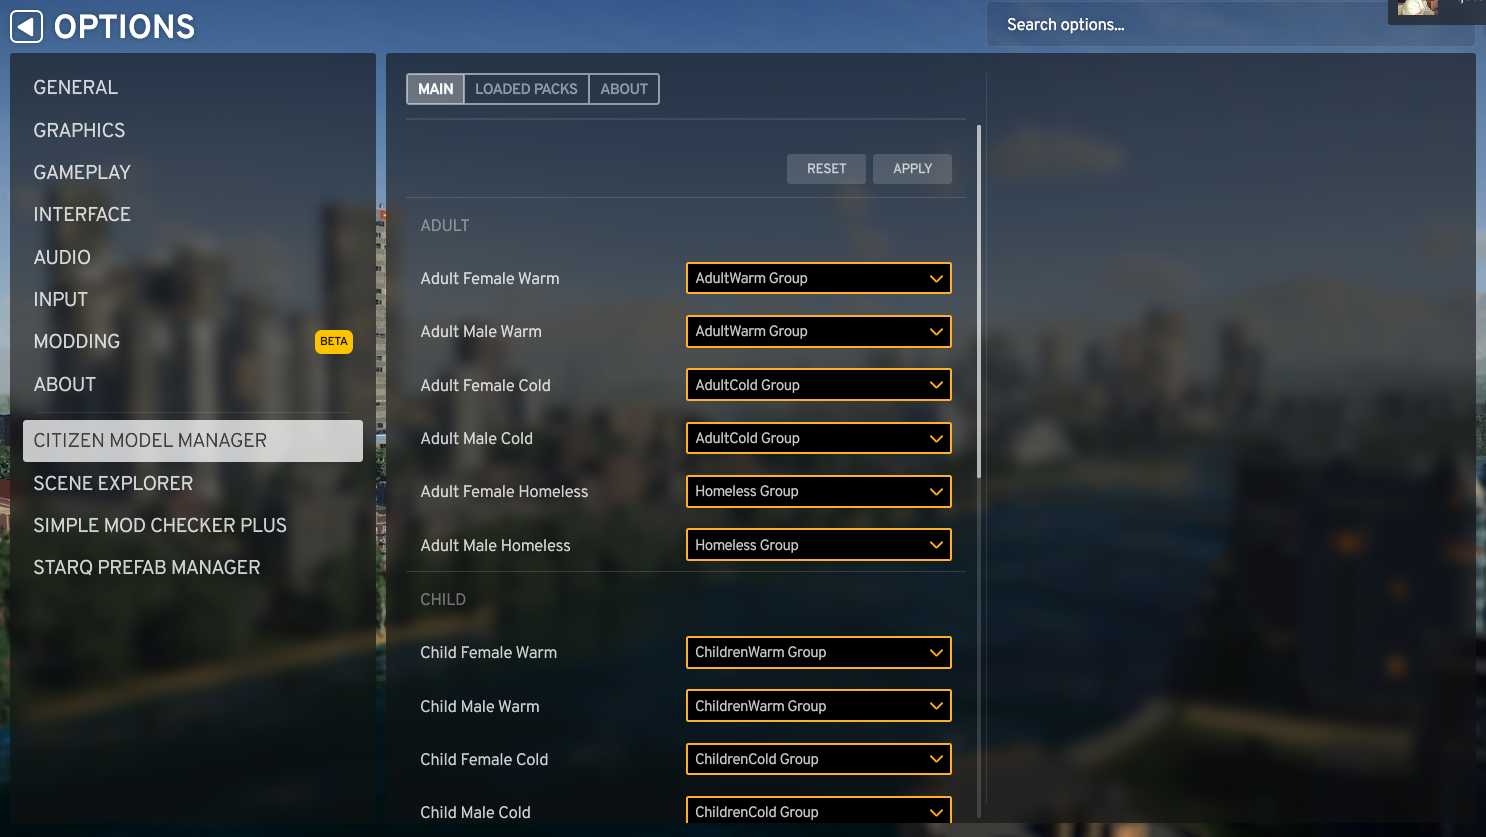 OPTIONS
Search options...
GENERAL
GRAPHICS
GAMEPLAY
INTERFACE
AUDIO
INPUT
MODDING
BETA
ABOUT
CITIZEN MODEL MANAGER
SCENE EXPLORER
SIMPLE MOD CHECKER PLUS
STARQ PREFAB MANAGER
MAIN
LOADED PACKS
ABOUT
RESET
APPLY
ADULT
Adult Female Warm
AdultWarm Group
Adult Male Warm
AdultWarm Group
Adult Female Cold
AdultCold Group
Adult Male Cold
AdultCold Group
Adult Female Homeless
Homeless Group
Adult Male Homeless
Homeless Group
CHILD
Child Female Warm
ChildrenWarm Group
Child Male Warm
ChildrenWarm Group
Child Female Cold
ChildrenCold Group
Child Male Cold
ChildrenCold Group